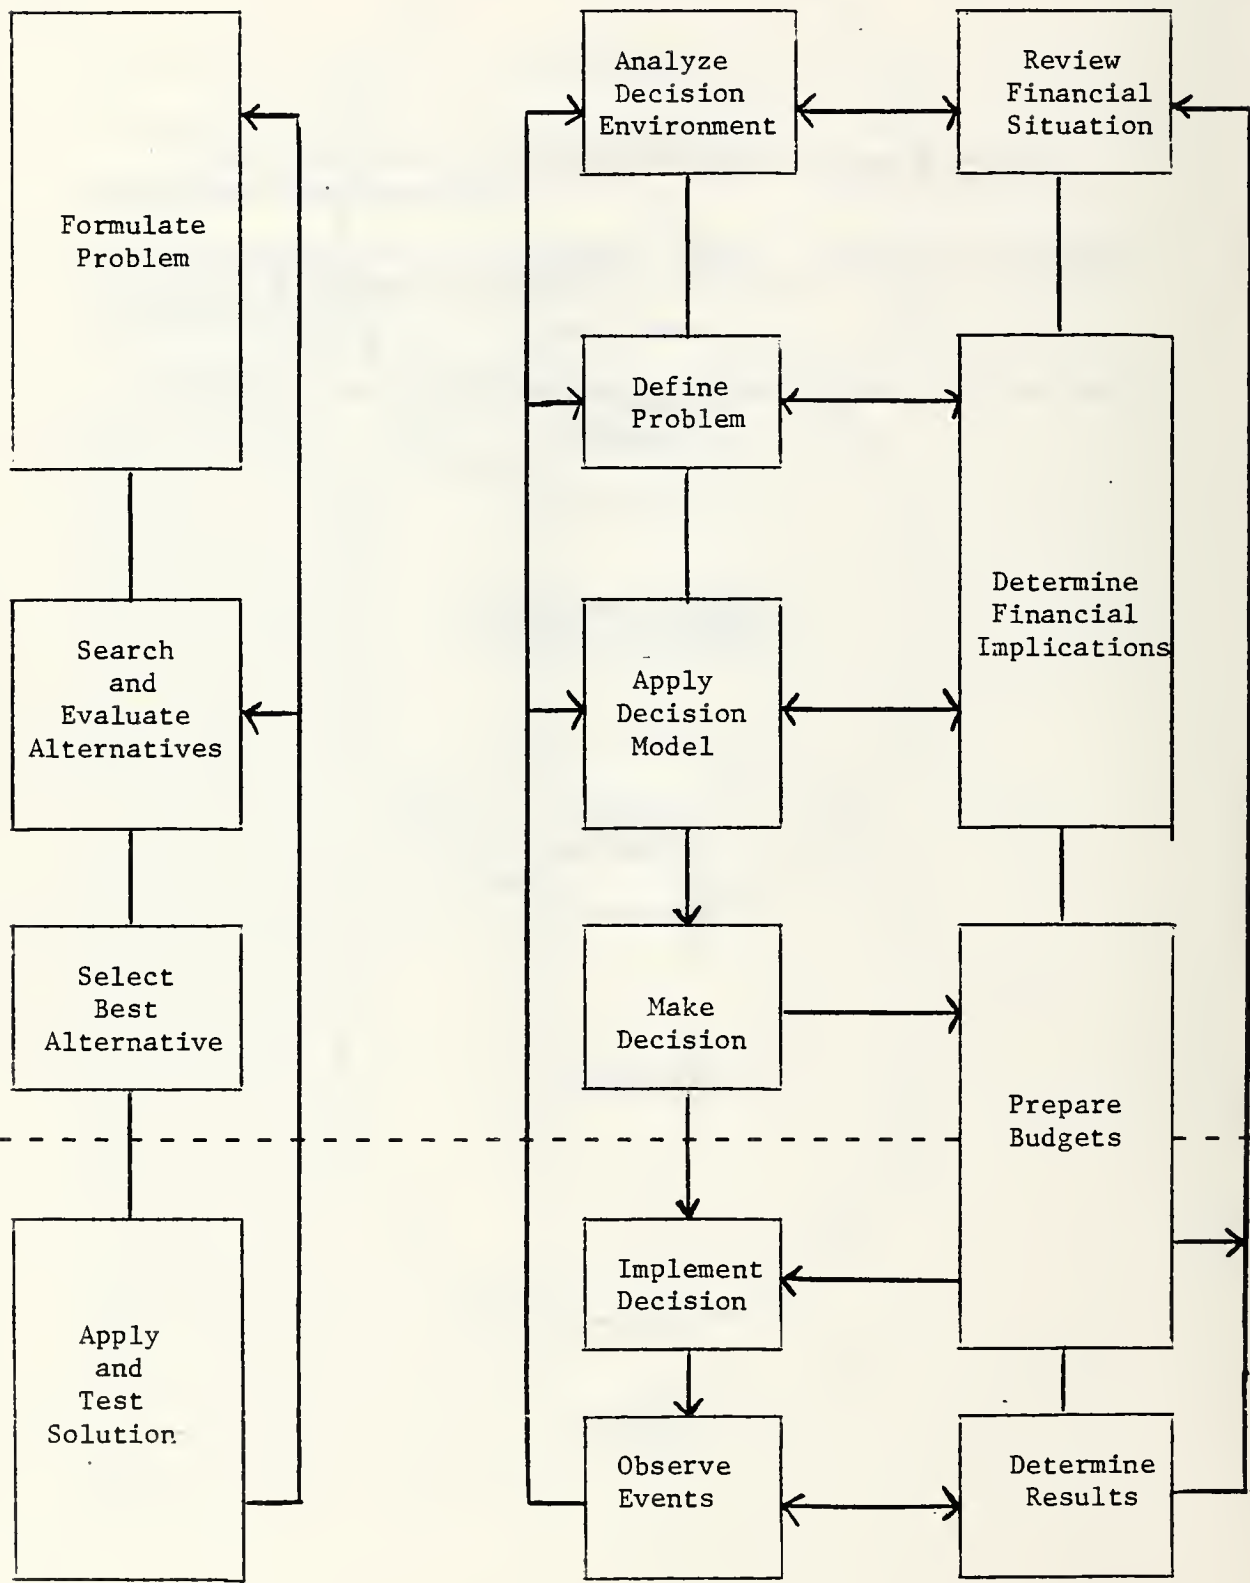 Formulate
Problem
Search
and
Evaluate
Alternatives
Select
Best
Alternative
Apply
and
Test
Solution
Analyze
Decision
Environment
Define
Problem
Apply
Decision
Model
Make
Decision
Implement
Decision
Observe
Events
Review
Financial
Situation
Determine
Financial
Implications
Prepare
Budgets
Determine
Results